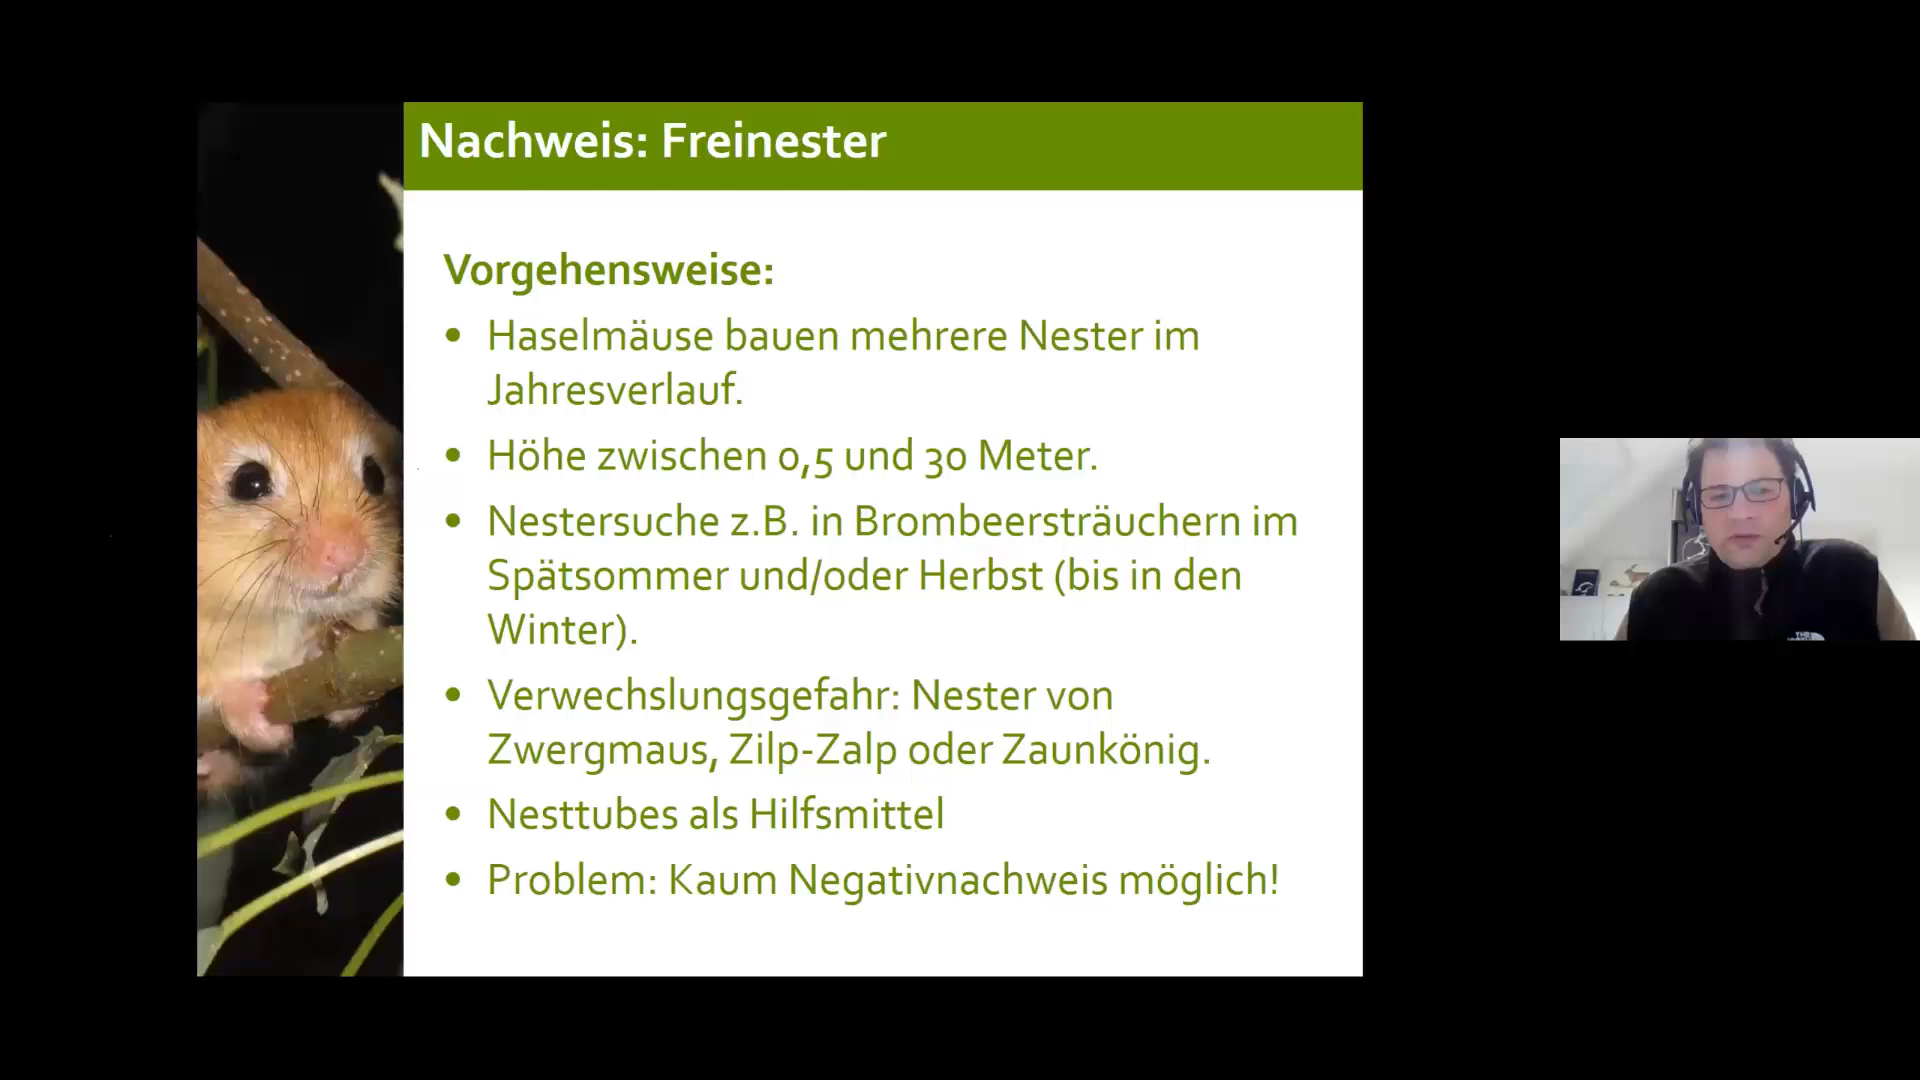 Nachweis: Freinester
Vorgehensweise:
• Haselmäuse bauen mehrere Nester im
Jahresverlauf.
• Höhe zwischen 0,5 und 30 Meter.
• Nestersuche z.B. in Brombeersträuchern im
Spätsommer und/oder Herbst (bis in den
Winter).
• Verwechslungsgefahr: Nester von
Zwergmaus, Zilp-Zalp oder Zaunkönig.
• Nesttubes als Hilfsmittel
• Problem: Kaum Negativnachweis möglich!
THE